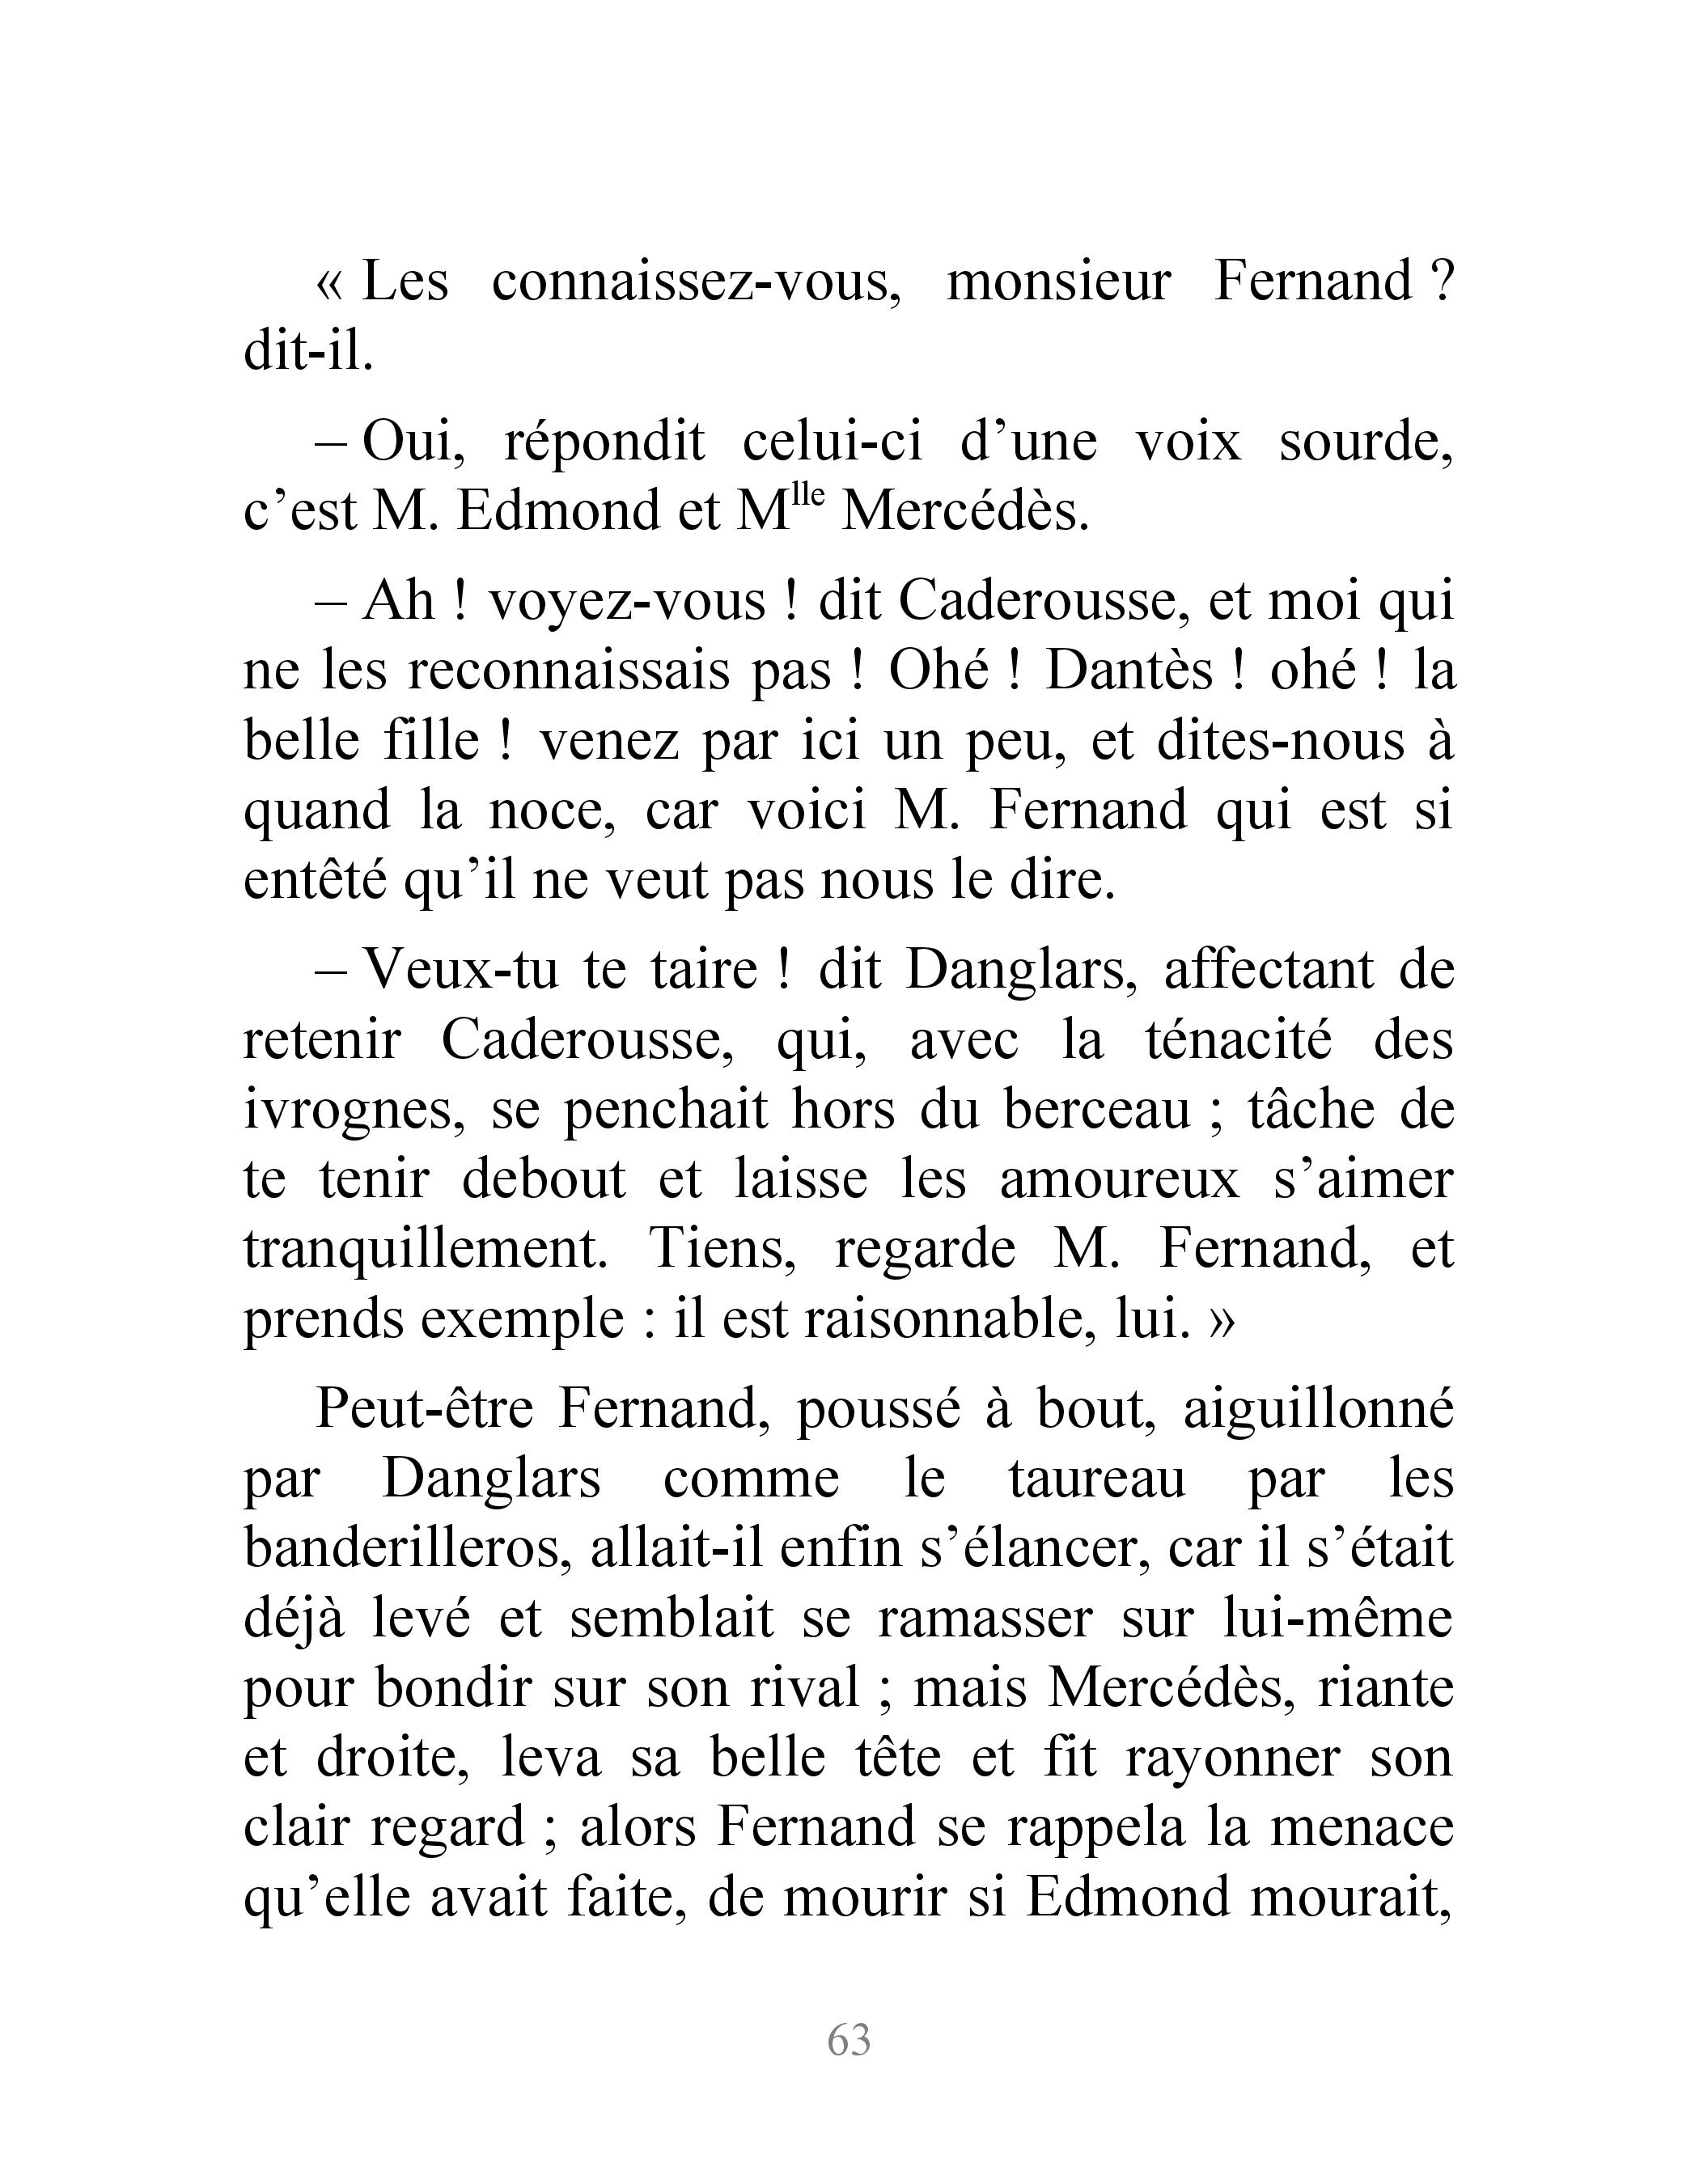 « Les connaissez-vous, monsieur Fernand ?
dit-il.
– Oui, répondit celui-ci d’une voix sourde,
c’est M. Edmond et Mlle Mercédès.
– Ah ! voyez-vous ! dit Caderousse, et moi qui
ne les reconnaissais pas ! Ohé ! Dantès ! ohé ! la
belle fille ! venez par ici un peu, et dites-nous à
quand la noce, car voici M. Fernand qui est si
entêté qu’il ne veut pas nous le dire.
– Veux-tu te taire ! dit Danglars, affectant de
retenir Caderousse, qui, avec la ténacité des
ivrognes, se penchait hors du berceau ; tâche de
te tenir debout et laisse les amoureux s’aimer
tranquillement. Tiens, regarde M. Fernand, et
prends exemple : il est raisonnable, lui. »
Peut-être Fernand, poussé à bout, aiguillonné
par Danglars comme le taureau par les
banderilleros, allait-il enfin s’élancer, car il s’était
déjà levé et semblait se ramasser sur lui-même
pour bondir sur son rival ; mais Mercédès, riante
et droite, leva sa belle tête et fit rayonner son
clair regard ; alors Fernand se rappela la menace
qu’elle avait faite, de mourir si Edmond mourait,
63